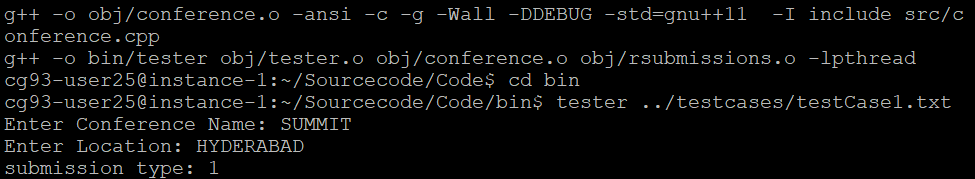 g++ -o obj/conference.o -ansi -c -g -Wall -DDEBUG -std=gnu++11  -I include src/c
onference.cpp
g++ -o bin/tester obj/tester.o obj/conference.o obj/rsubmissions.o -lpthread
cg93-user25@instance-1:~/Sourcecode/Code$ cd bin
cg93-user25@instance-1:~/Sourcecode/Code/bin$ tester ../testcases/testCase1.txt
Enter Conference Name: SUMMIT
Enter Location: HYDERABAD
submission type: 1